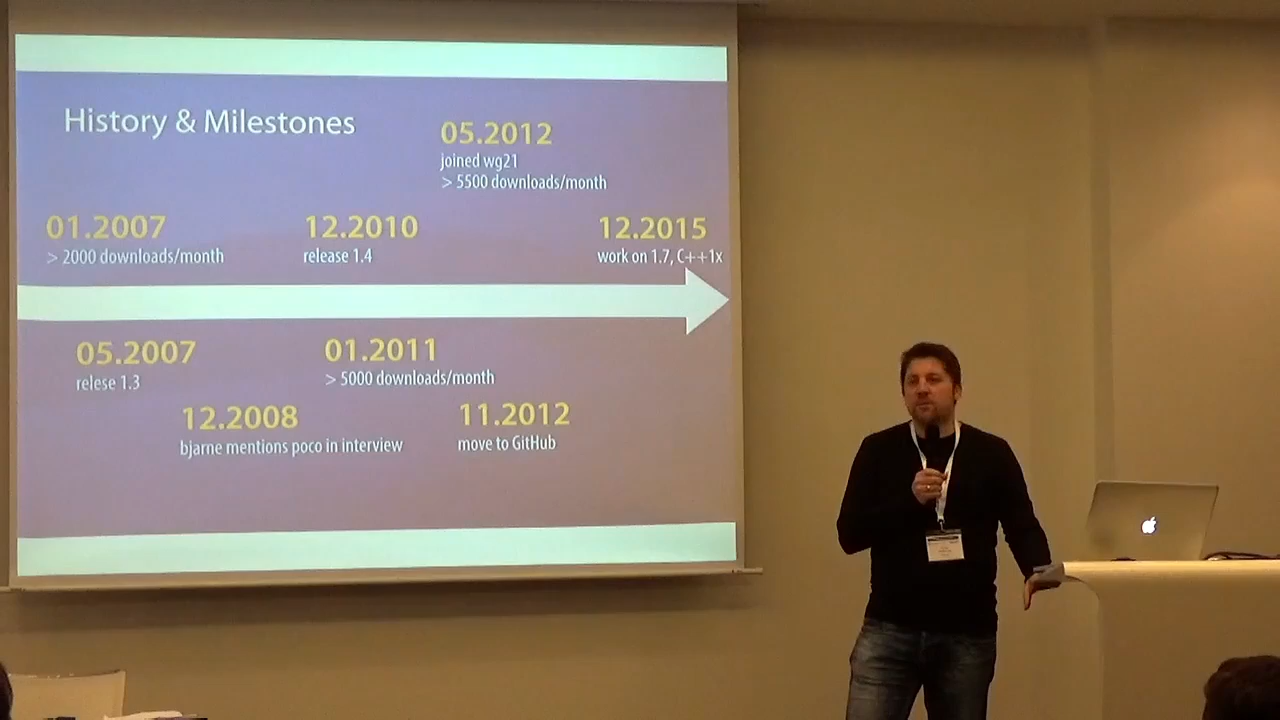 History & Milestones
05.2012
joined wg21
> 5500 downloads/month
01.2007
> 2000 downloads/month
12.2010
release 1.4
12.2015
work on 1.7, C++1x
05.2007
relese 1.3
01.2011
> 5000 downloads/month
12.2008
bjarne mentions poco in interview
11.2012
move to GitHub